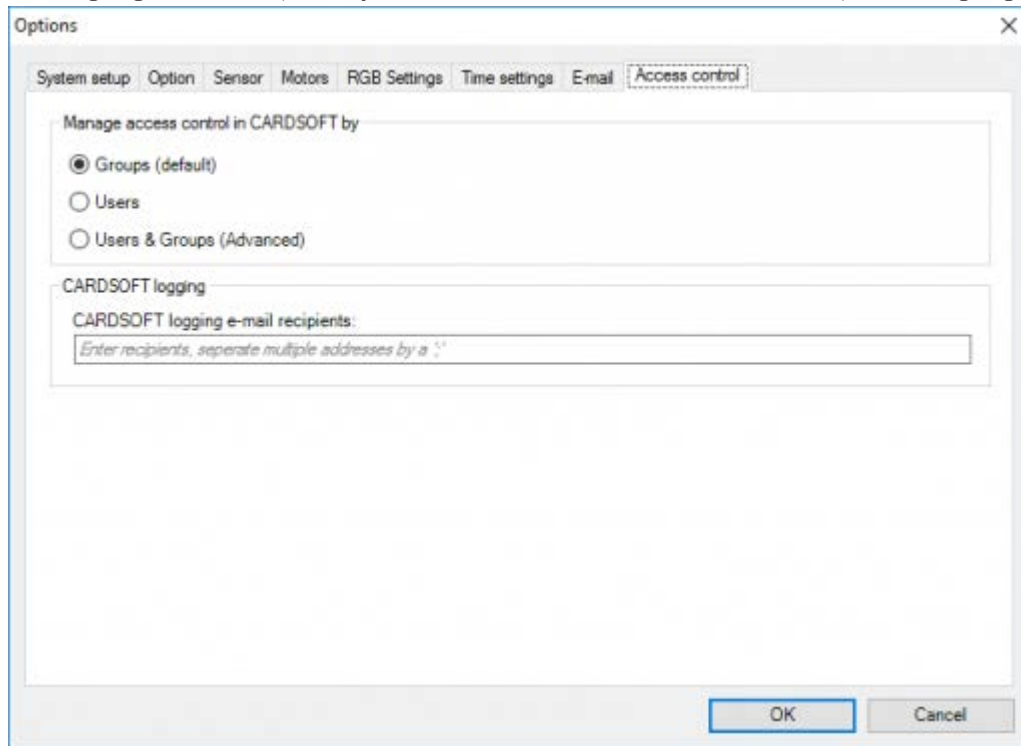 Options
System setup Option Sensor Motors RGB Settings Time settings E-mail Access control
Manage access control in CARDSOFT by
Groups (default)
Users
Users & Groups (Advanced)
CARDSOFT logging
CARDSOFT logging e-mail recipients:
Enter recipients, seperate multiple addresses by a ';'
OK Cancel